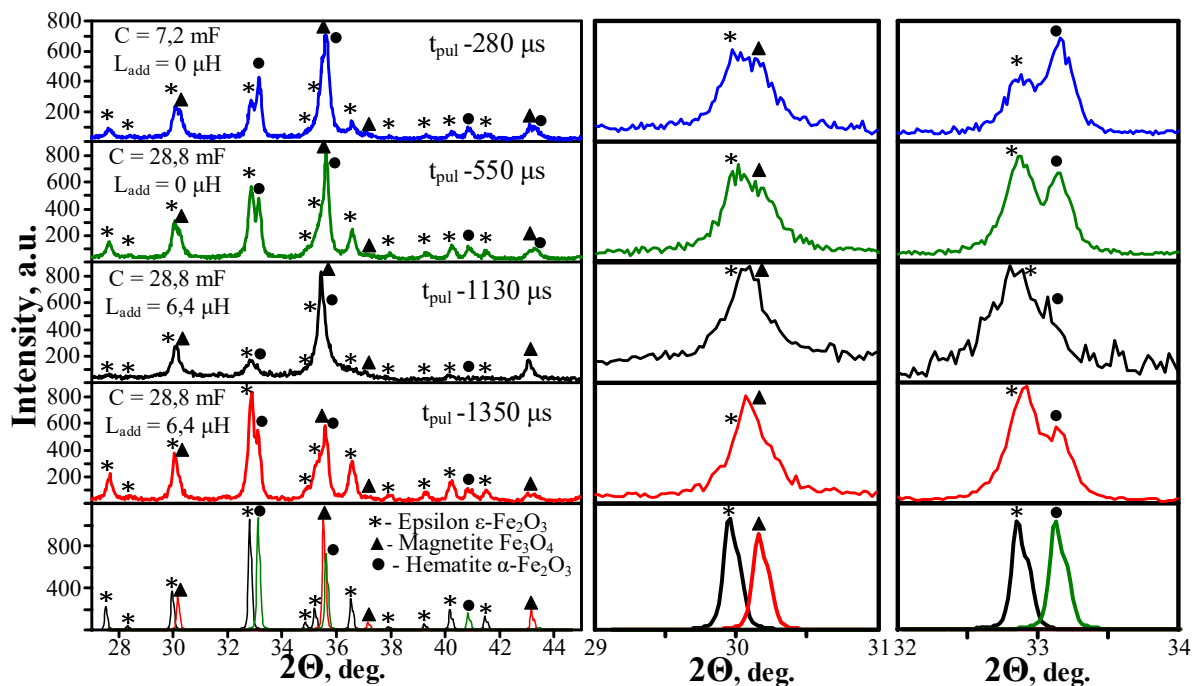 Intensity, a.u.
800
600
400
200
C = 7,2 mF
L_add = 0 μH
t_pul -280 μs
* * * ▲ * ● * * ▲ ● * ▲ * * * ● * ▲ ●
800
600
400
200
C = 28,8 mF
L_add = 0 μH
t_pul -550 μs
* * * ▲ * ● * * ▲ ● * ▲ * * * ● * ▲ ●
800
600
400
200
C = 28,8 mF
L_add = 6,4 μH
t_pul -1130 μs
* * * ▲ * ● * * ▲ ● * ▲ * * * ● * ▲
800
600
400
200
C = 28,8 mF
L_add = 6,4 μH
t_pul -1350 μs
* * * ▲ * ● * * ▲ ● * ▲ * * * ● * ▲
800
400
*- Epsilon ε-Fe₂O₃
▲- Magnetite Fe₃O₄
● - Hematite α-Fe₂O₃
* * * ▲ * ● * * ▲ ● * ▲ * * * ● * ▲
28 30 32 34 36 38 40 42 44
2Θ, deg.
* ▲
* ▲
* ▲
* ▲
* ▲
29 30 31
2Θ, deg.
* ●
* ●
* * ●
* ●
* ●
32 33 34
2Θ, deg.